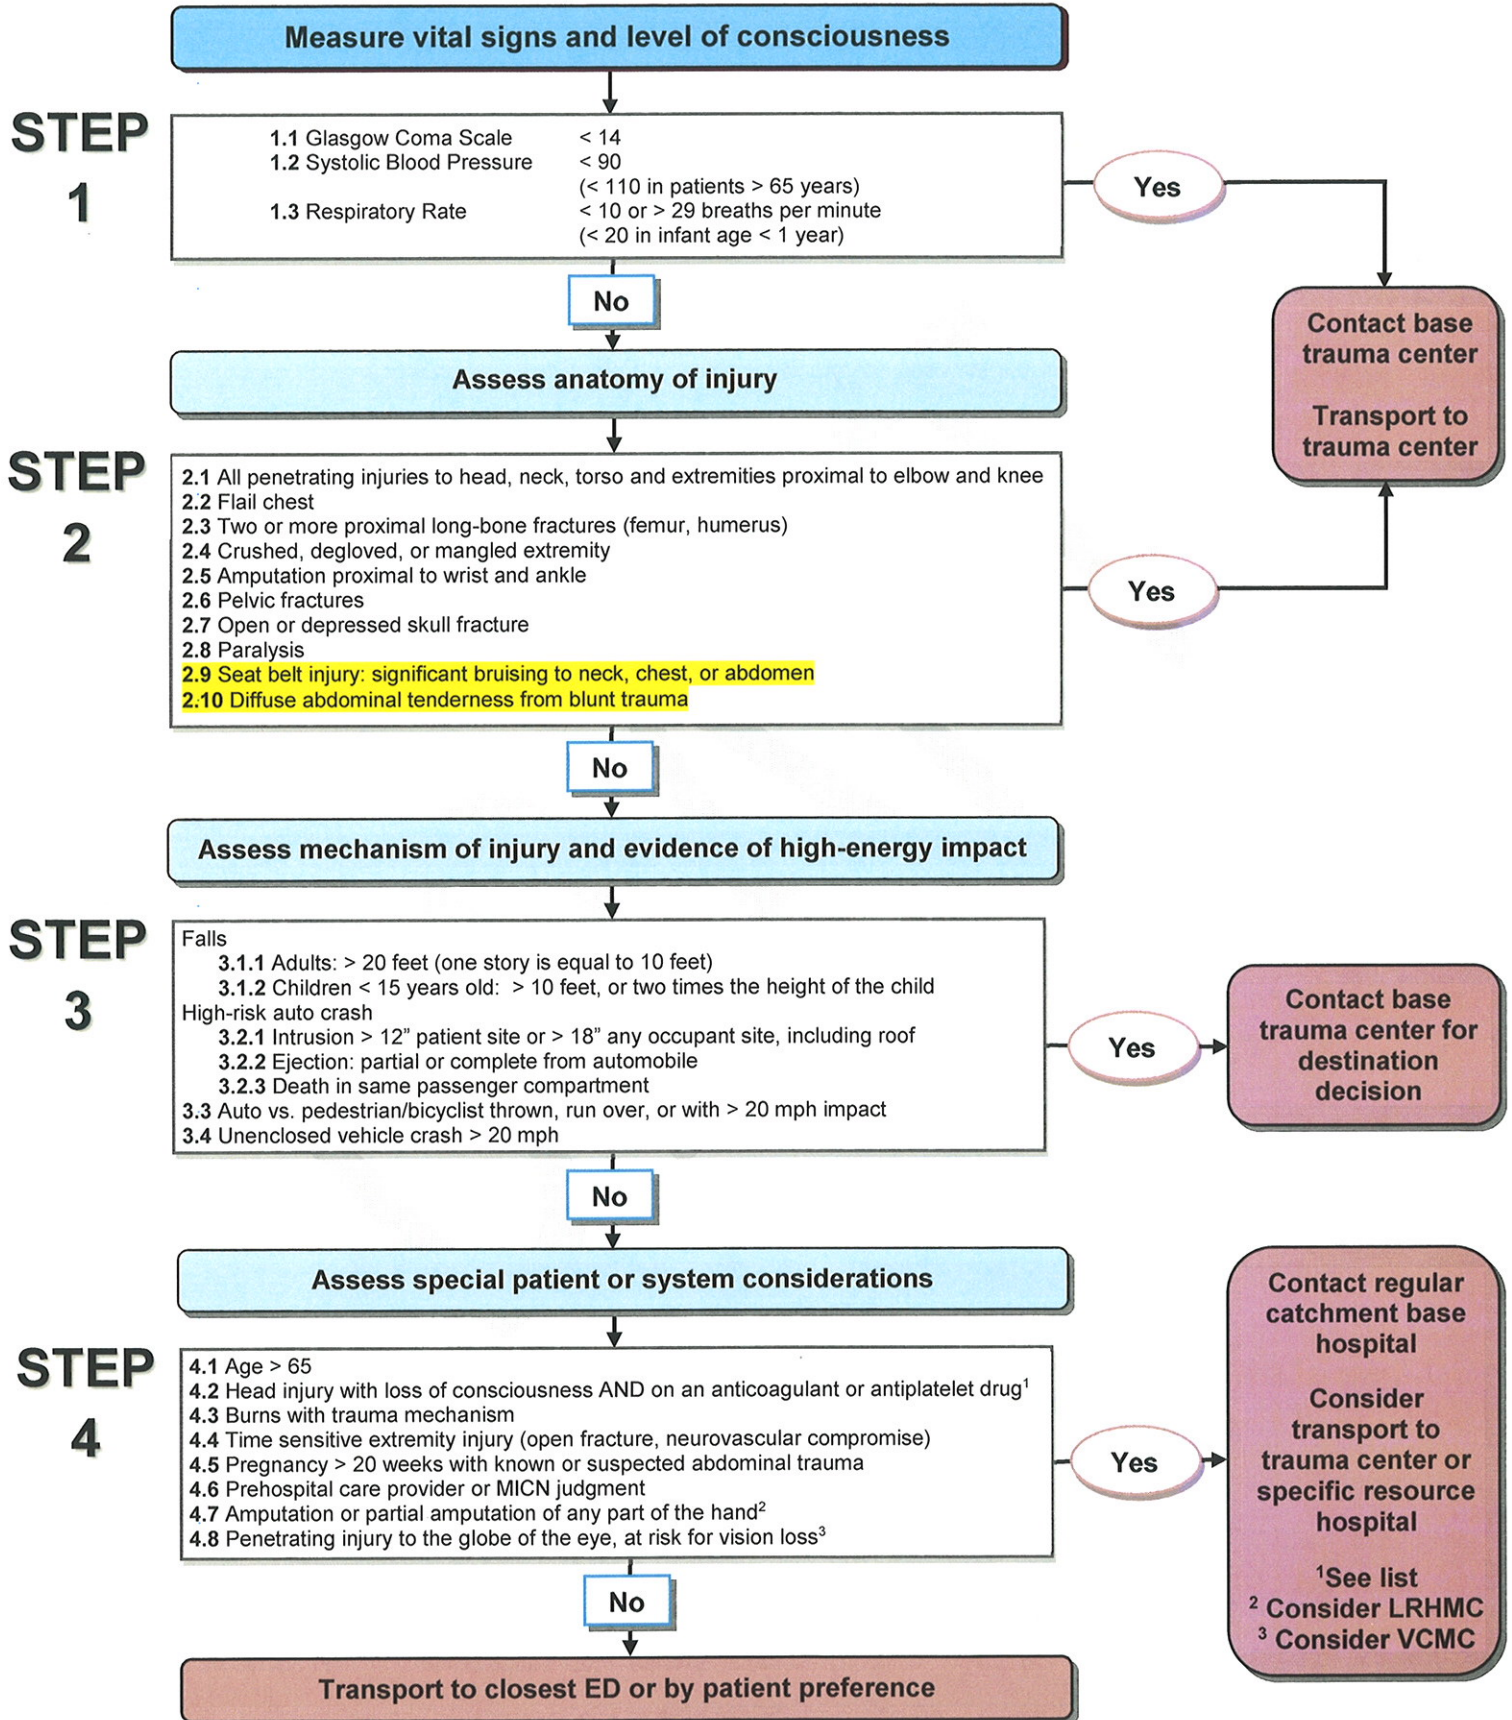 Measure vital signs and level of consciousness
STEP
1
1.1 Glasgow Coma Scale < 14
1.2 Systolic Blood Pressure < 90
(< 110 in patients > 65 years)
1.3 Respiratory Rate < 10 or > 29 breaths per minute
(< 20 in infant age < 1 year)
Yes
No
Contact base
trauma center
Transport to
trauma center
Assess anatomy of injury
STEP
2
2.1 All penetrating injuries to head, neck, torso and extremities proximal to elbow and knee
2.2 Flail chest
2.3 Two or more proximal long-bone fractures (femur, humerus)
2.4 Crushed, degloved, or mangled extremity
2.5 Amputation proximal to wrist and ankle
2.6 Pelvic fractures
2.7 Open or depressed skull fracture
2.8 Paralysis
2.9 Seat belt injury: significant bruising to neck, chest, or abdomen
2.10 Diffuse abdominal tenderness from blunt trauma
Yes
No
Assess mechanism of injury and evidence of high-energy impact
STEP
3
Falls
3.1.1 Adults: > 20 feet (one story is equal to 10 feet)
3.1.2 Children < 15 years old: > 10 feet, or two times the height of the child
High-risk auto crash
3.2.1 Intrusion > 12” patient site or > 18” any occupant site, including roof
3.2.2 Ejection: partial or complete from automobile
3.2.3 Death in same passenger compartment
3.3 Auto vs. pedestrian/bicyclist thrown, run over, or with > 20 mph impact
3.4 Unenclosed vehicle crash > 20 mph
Yes
Contact base
trauma center for
destination
decision
No
Assess special patient or system considerations
STEP
4
4.1 Age > 65
4.2 Head injury with loss of consciousness AND on an anticoagulant or antiplatelet drug¹
4.3 Burns with trauma mechanism
4.4 Time sensitive extremity injury (open fracture, neurovascular compromise)
4.5 Pregnancy > 20 weeks with known or suspected abdominal trauma
4.6 Prehospital care provider or MICN judgment
4.7 Amputation or partial amputation of any part of the hand²
4.8 Penetrating injury to the globe of the eye, at risk for vision loss³
Yes
Contact regular
catchment base
hospital
Consider
transport to
trauma center or
specific resource
hospital
¹See list
² Consider LRHMC
³ Consider VCMC
No
Transport to closest ED or by patient preference